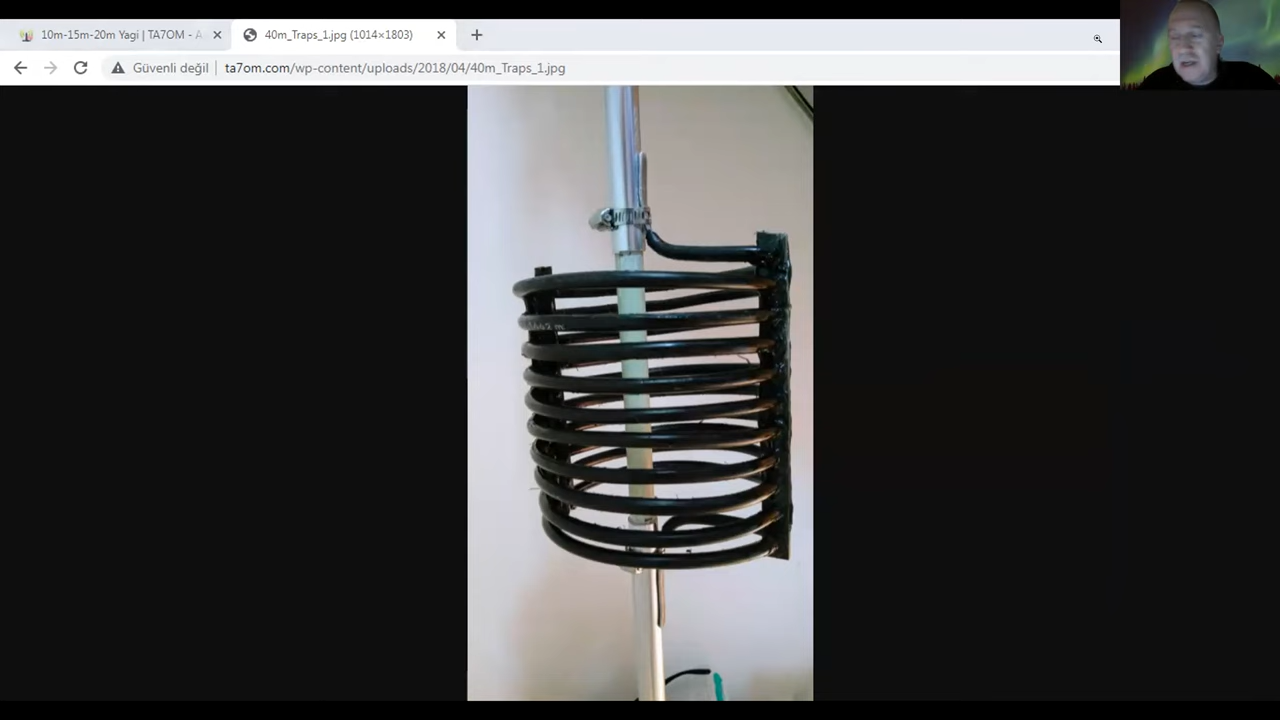 10m-15m-20m Yagi | TA7OM - A
40m_Traps_1.jpg (1014×1803)
Güvenli değil
ta7om.com/wp-content/uploads/2018/04/40m_Traps_1.jpg